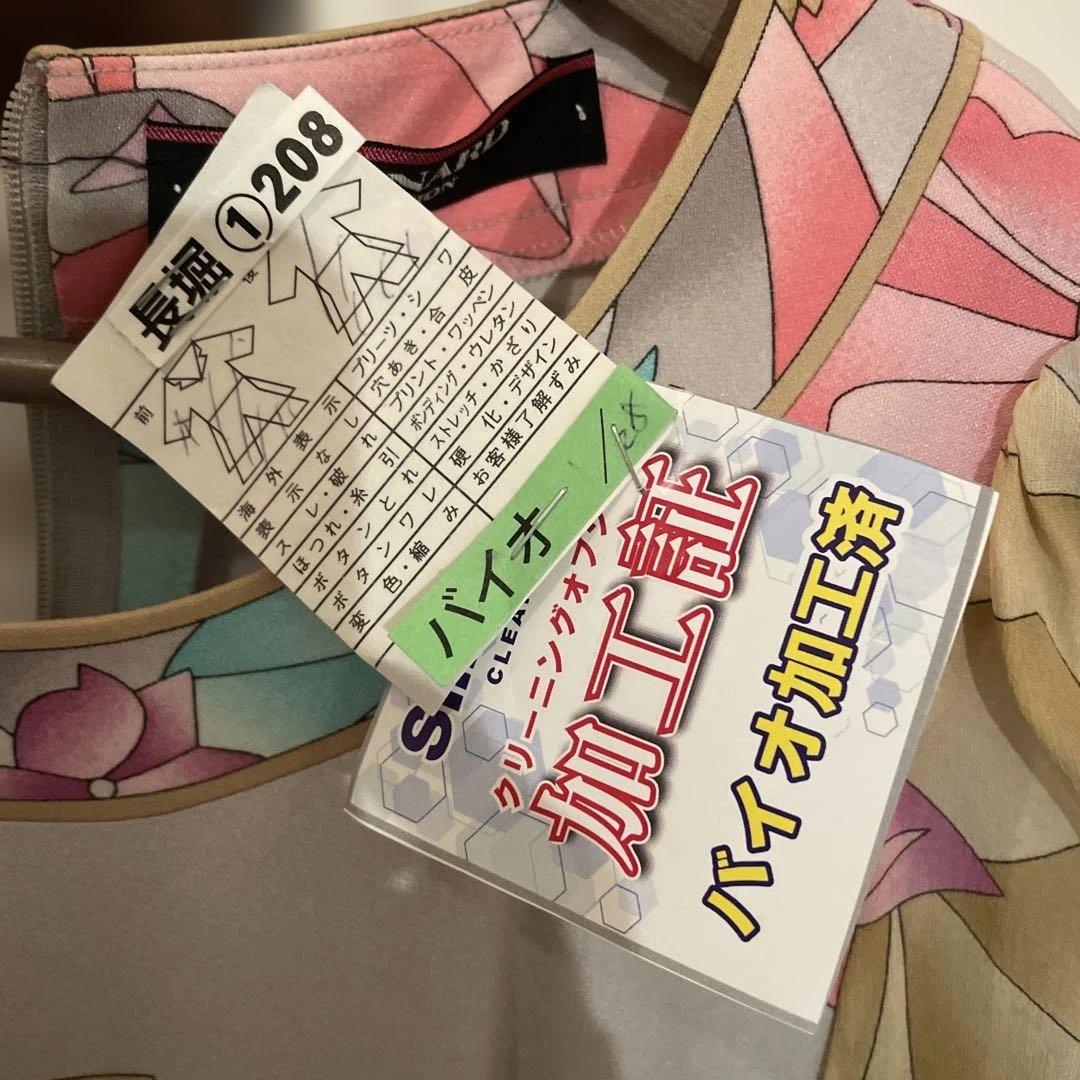 長堀 ①208
前
後
海外表示
表示なし
スレ・破れ
ほつれ・糸引
ボタンとれ
ボタンワレ
変色・縮み
プリーツ・シワ
穴あき・合皮
プリント・ワッペン
ボンディング・ウレタン
ストレッチ・かざり
硬化・デザイン
お客様了解ずみ
バイオ
クリーニングオプ
加工証
バイオ加工済